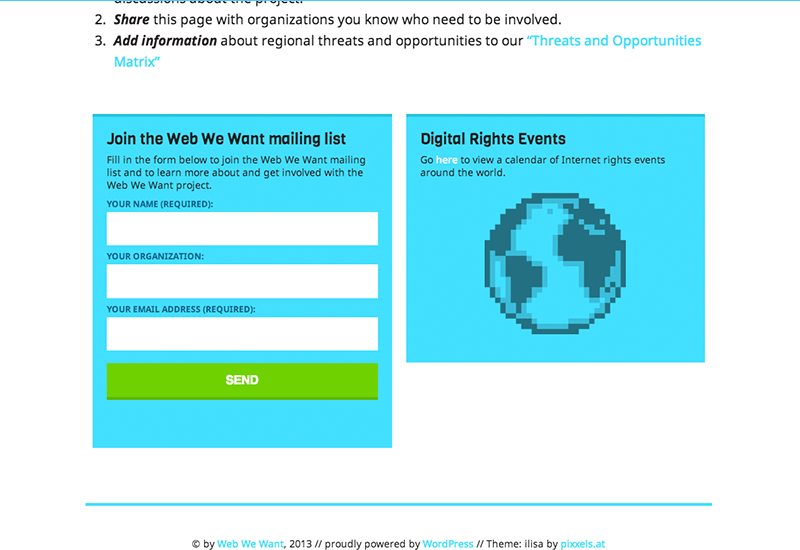 discussions about the project.
2. Share this page with organizations you know who need to be involved.
3. Add information about regional threats and opportunities to our “Threats and Opportunities
Matrix”
Join the Web We Want mailing list
Fill in the form below to join the Web We Want mailing
list and to learn more about and get involved with the
Web We Want project.
YOUR NAME (REQUIRED):
YOUR ORGANIZATION:
YOUR EMAIL ADDRESS (REQUIRED):
SEND
Digital Rights Events
Go here to view a calendar of Internet rights events
around the world.
© by Web We Want, 2013 // proudly powered by WordPress // Theme: ilisa by pixxels.at